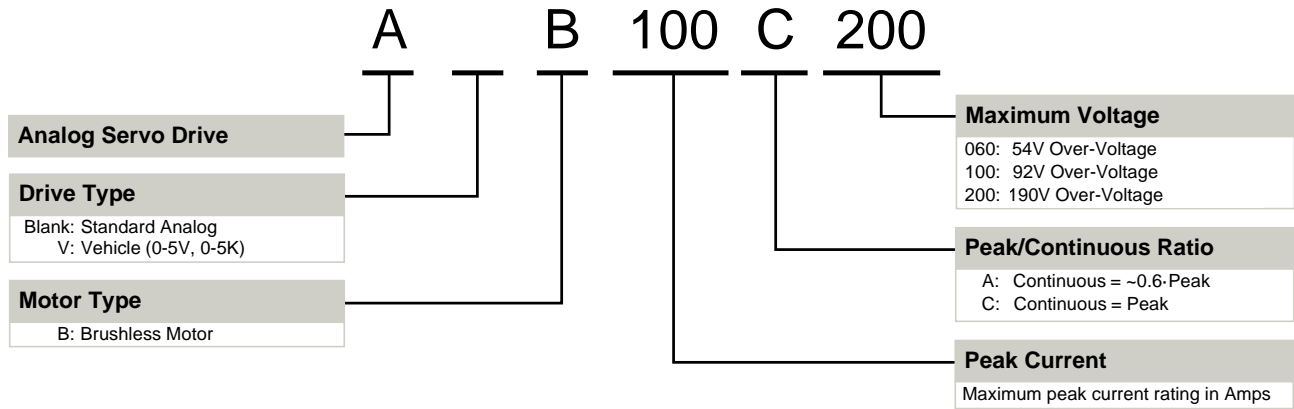 A B 100 C 200
Analog Servo Drive
Drive Type
Blank: Standard Analog
V: Vehicle (0-5V, 0-5K)
Motor Type
B: Brushless Motor
Maximum Voltage
060: 54V Over-Voltage
100: 92V Over-Voltage
200: 190V Over-Voltage
Peak/Continuous Ratio
A: Continuous = ~0.6·Peak
C: Continuous = Peak
Peak Current
Maximum peak current rating in Amps